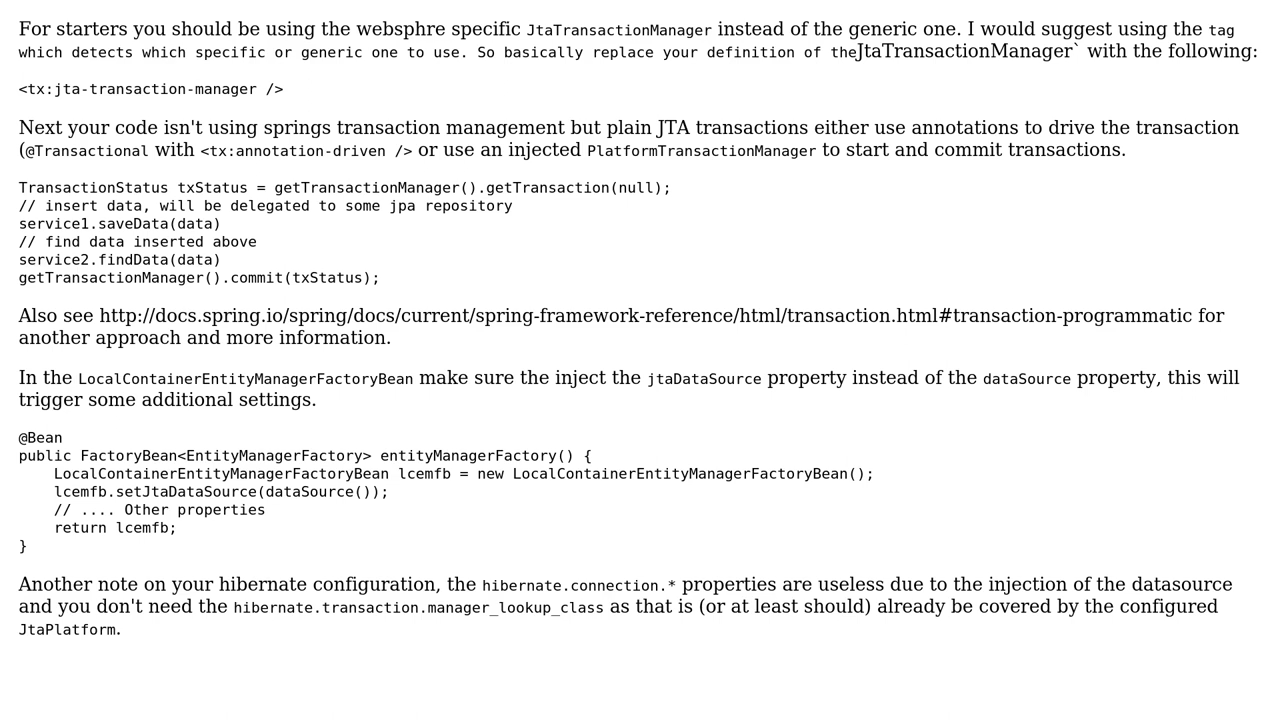 For starters you should be using the websphre specific JtaTransactionManager instead of the generic one. I would suggest using the tag
which detects which specific or generic one to use. So basically replace your definition of theJtaTransactionManager` with the following:
<tx:jta-transaction-manager />
Next your code isn't using springs transaction management but plain JTA transactions either use annotations to drive the transaction
(@Transactional with <tx:annotation-driven /> or use an injected PlatformTransactionManager to start and commit transactions.
TransactionStatus txStatus = getTransactionManager().getTransaction(null);
// insert data, will be delegated to some jpa repository
service1.saveData(data)
// find data inserted above
service2.findData(data)
getTransactionManager().commit(txStatus);
Also see http://docs.spring.io/spring/docs/current/spring-framework-reference/html/transaction.html#transaction-programmatic for
another approach and more information.
In the LocalContainerEntityManagerFactoryBean make sure the inject the jtaDataSource property instead of the dataSource property, this will
trigger some additional settings.
@Bean
public FactoryBean<EntityManagerFactory> entityManagerFactory() {
    LocalContainerEntityManagerFactoryBean lcemfb = new LocalContainerEntityManagerFactoryBean();
    lcemfb.setJtaDataSource(dataSource());
    // .... Other properties
    return lcemfb;
}
Another note on your hibernate configuration, the hibernate.connection.* properties are useless due to the injection of the datasource
and you don't need the hibernate.transaction.manager_lookup_class as that is (or at least should) already be covered by the configured
JtaPlatform.